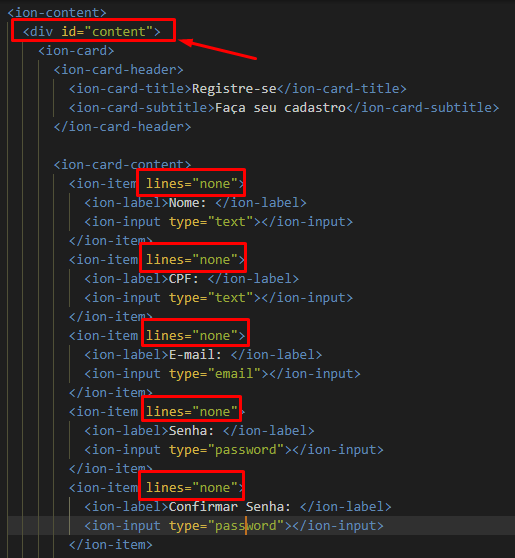 <ion-content>
<div id="content">
<ion-card>
<ion-card-header>
<ion-card-title>Registre-se</ion-card-title>
<ion-card-subtitle>Faça seu cadastro</ion-card-subtitle>
</ion-card-header>
<ion-card-content>
<ion-item lines="none">
<ion-label>Nome: </ion-label>
<ion-input type="text"></ion-input>
</ion-item>
<ion-item lines="none">
<ion-label>CPF: </ion-label>
<ion-input type="text"></ion-input>
</ion-item>
<ion-item lines="none">
<ion-label>E-mail: </ion-label>
<ion-input type="email"></ion-input>
</ion-item>
<ion-item lines="none">
<ion-label>Senha: </ion-label>
<ion-input type="password"></ion-input>
</ion-item>
<ion-item lines="none">
<ion-label>Confirmar Senha: </ion-label>
<ion-input type="password"></ion-input>
</ion-item>